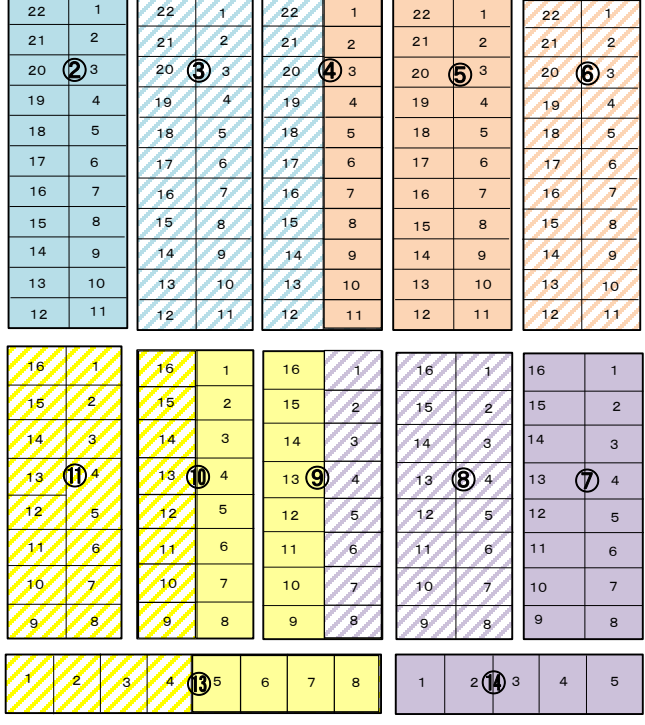 22 1 22 1 22 1 22 1 22 1
21 2 21 2 21 2 21 2 21 2
20 ② 3 20 ③ 3 20 ④ 3 20 ⑤ 3 20 ⑥ 3
19 4 19 4 19 4 19 4 19 4
18 5 18 5 18 5 18 5 18 5
17 6 17 6 17 6 17 6 17 6
16 7 16 7 16 7 16 7 16 7
15 8 15 8 15 8 15 8 15 8
14 9 14 9 14 9 14 9 14 9
13 10 13 10 13 10 13 10 13 10
12 11 12 11 12 11 12 11 12 11
16 1 16 1 16 1 16 1 16 1
15 2 15 2 15 2 15 2 15 2
14 3 14 3 14 3 14 3 14 3
13 ⑪ 4 13 ⑩ 4 13 ⑨ 4 13 ⑧ 4 13 ⑦ 4
12 5 12 5 12 5 12 5 12 5
11 6 11 6 11 6 11 6 11 6
10 7 10 7 10 7 10 7 10 7
9 8 9 8 9 8 9 8 9 8
1 2 3 4 ⑬ 5 6 7 8 1 2 ⑭ 3 4 5